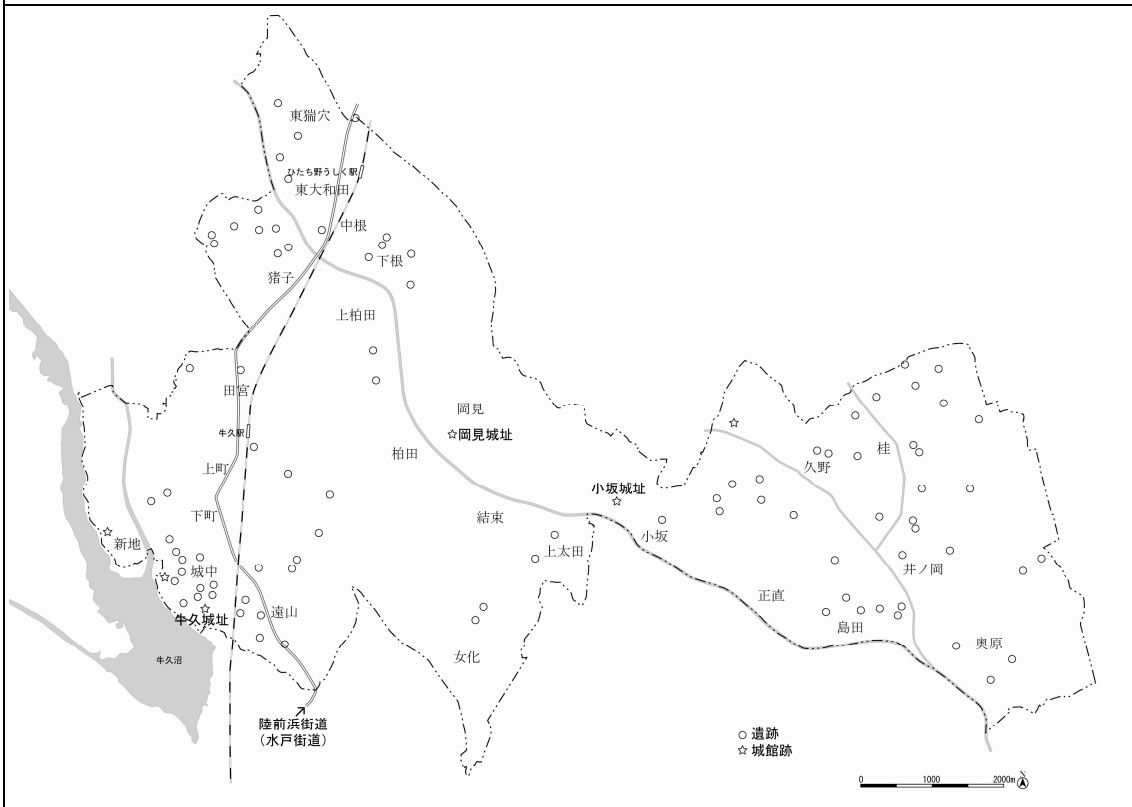 東猯穴
ひたち野うしく駅
東大和田
中根
下根
猪子
上柏田
田宮
岡見
岡見城址
牛久駅
柏田
桂
久野
上町
小坂城址
下町
結束
新地
上太田
小坂
城中
井ノ岡
正直
牛久城址
遠山
島田
奥原
牛久沼
女化
陸前浜街道
(水戸街道)
○ 遺跡
☆ 城館跡
0 1000 2000m
N